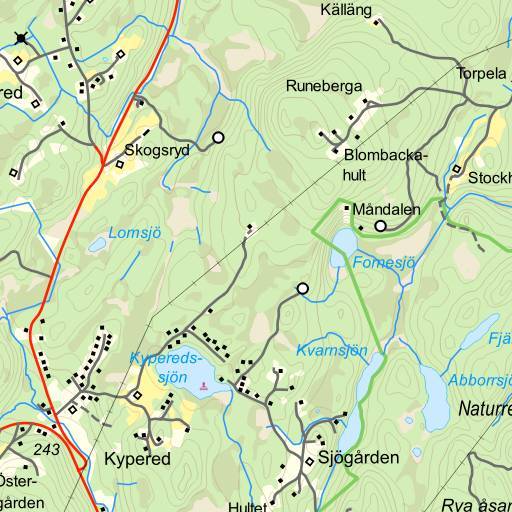 Källäng
Torpela
Runeberga
red
Skogsryd
Blombacka-
hult
Stockh
Måndalen
Lomsjö
Fornesjö
Kvarnsjön
Fjä
Kypereds-
sjön
Abborrsjö
Naturre
243
Kypered
Sjögården
Öster-
gården
Hultet
Rya åsar